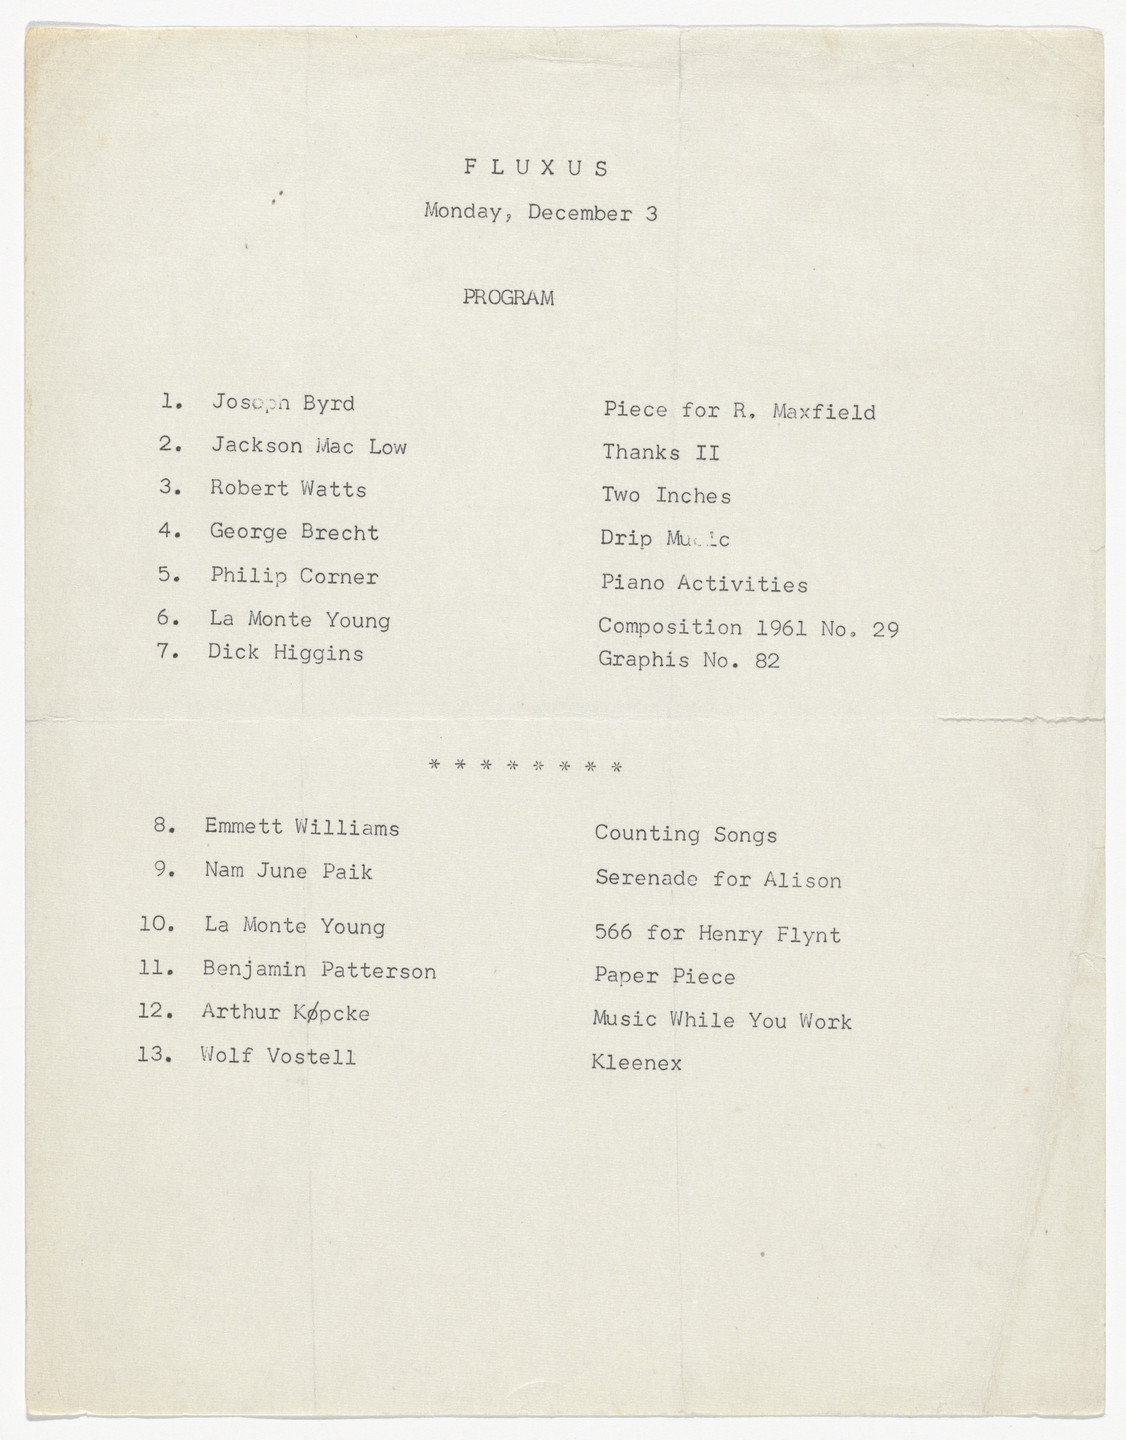 F L U X U S
Monday, December 3
PROGRAM
1. Joseph Byrd Piece for R. Maxfield
2. Jackson Mac Low Thanks II
3. Robert Watts Two Inches
4. George Brecht Drip Music
5. Philip Corner Piano Activities
6. La Monte Young Composition 1961 No. 29
7. Dick Higgins Graphis No. 82
* * * * * * * *
8. Emmett Williams Counting Songs
9. Nam June Paik Serenade for Alison
10. La Monte Young 566 for Henry Flynt
11. Benjamin Patterson Paper Piece
12. Arthur Køpcke Music While You Work
13. Wolf Vostell Kleenex